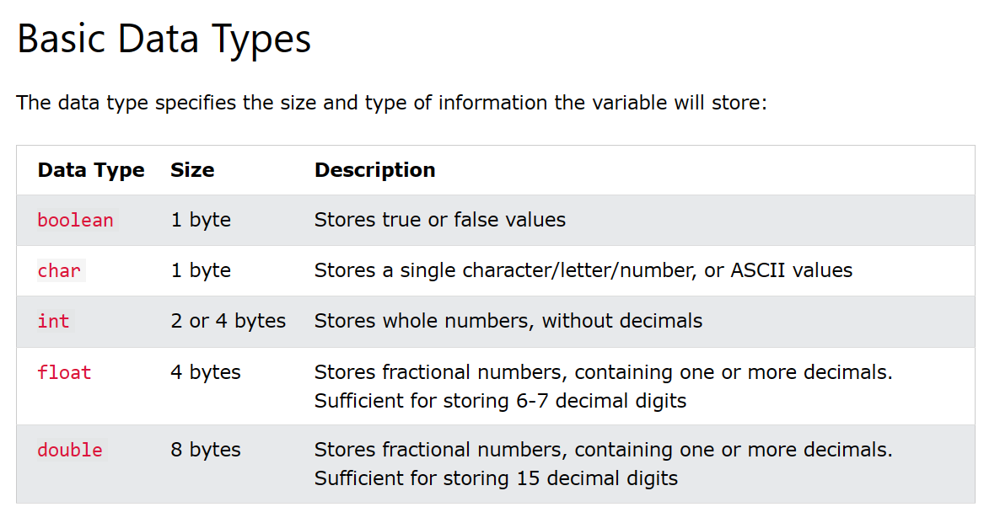 Basic Data Types
The data type specifies the size and type of information the variable will store:
Data Type Size Description
boolean 1 byte Stores true or false values
char 1 byte Stores a single character/letter/number, or ASCII values
int 2 or 4 bytes Stores whole numbers, without decimals
float 4 bytes Stores fractional numbers, containing one or more decimals.
Sufficient for storing 6-7 decimal digits
double 8 bytes Stores fractional numbers, containing one or more decimals.
Sufficient for storing 15 decimal digits